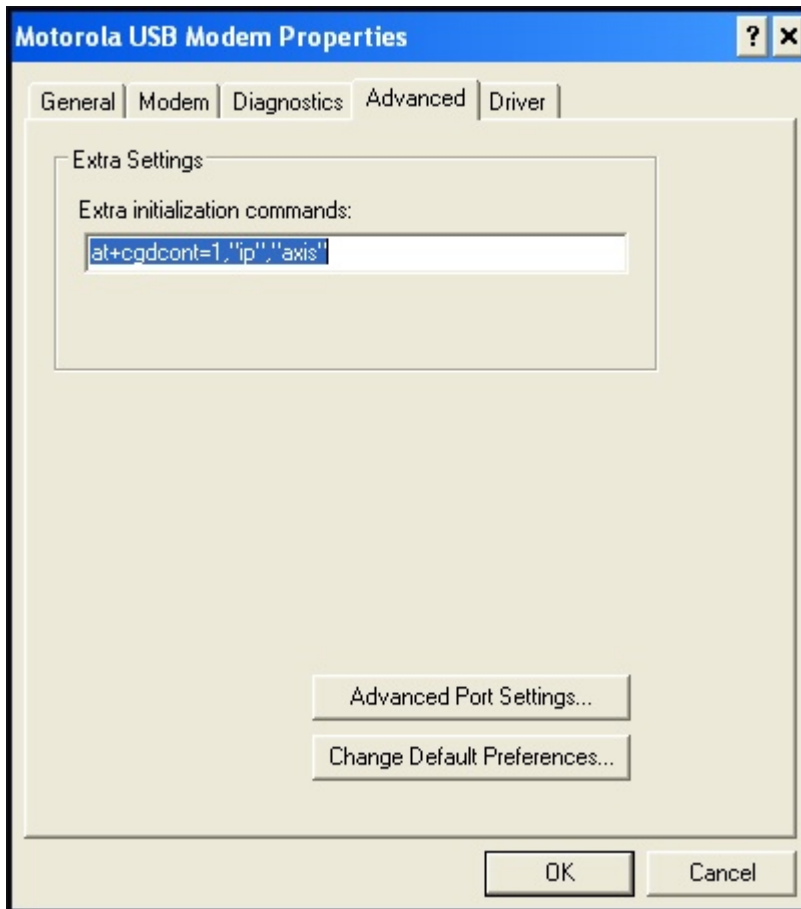 Motorola USB Modem Properties
General Modem Diagnostics Advanced Driver
Extra Settings
Extra initialization commands:
at+cgdcont=1,"ip","axis"
Advanced Port Settings...
Change Default Preferences...
OK Cancel